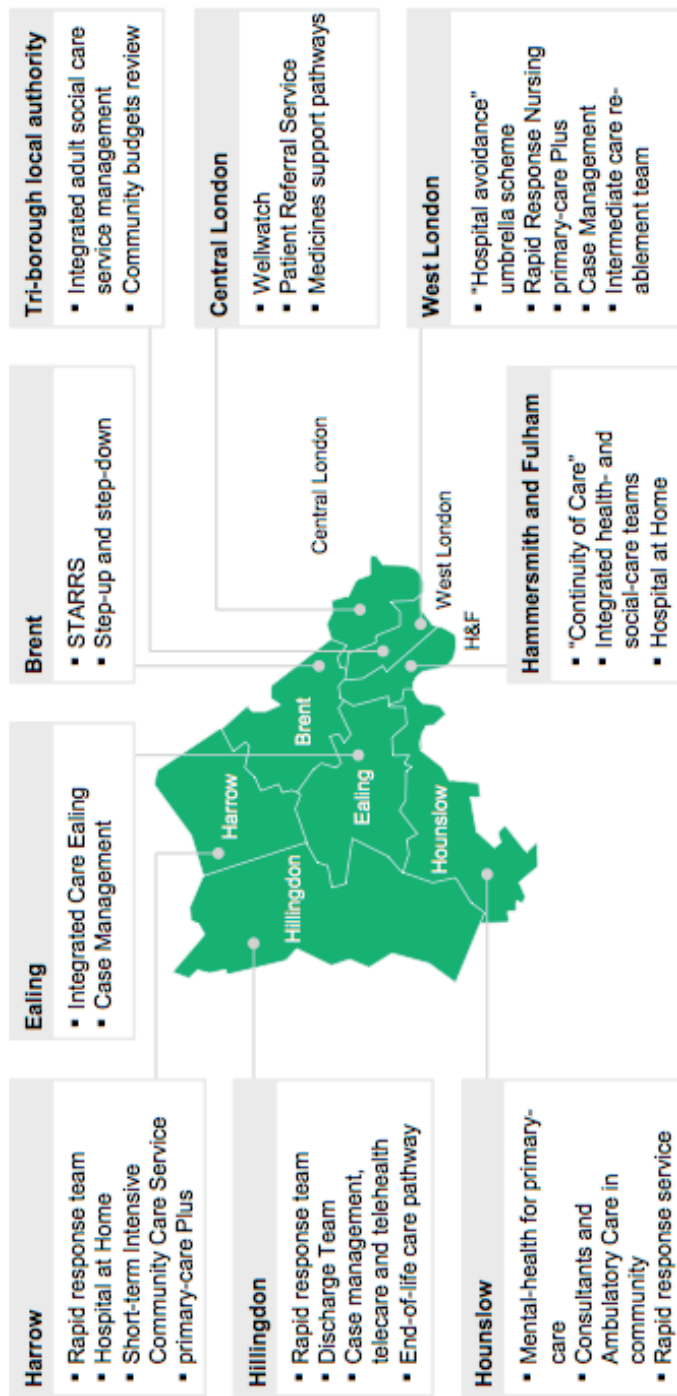 Harrow
▪ Rapid response team
▪ Hospital at Home
▪ Short-term Intensive
Community Care Service
▪ primary-care Plus
Hillingdon
▪ Rapid response team
▪ Discharge Team
▪ Case management,
telecare and telehealth
▪ End-of-life care pathway
Hounslow
▪ Mental-health for primary-
care
▪ Consultants and
Ambulatory Care in
community
▪ Rapid response service
Ealing
▪ Integrated Care Ealing
▪ Case Management
Brent
▪ STARRS
▪ Step-up and step-down
Tri-borough local authority
▪ Integrated adult social care
service management
▪ Community budgets review
Central London
▪ Wellwatch
▪ Patient Referral Service
▪ Medicines support pathways
West London
▪ "Hospital avoidance"
umbrella scheme
▪ Rapid Response Nursing
▪ primary-care Plus
▪ Case Management
▪ Intermediate care re-
ablement team
Hammersmith and Fulham
▪ "Continuity of Care"
▪ Integrated health- and
social-care teams
▪ Hospital at Home
Harrow
Brent
Hillingdon
Ealing
Hounslow
Central London
West London
H&F